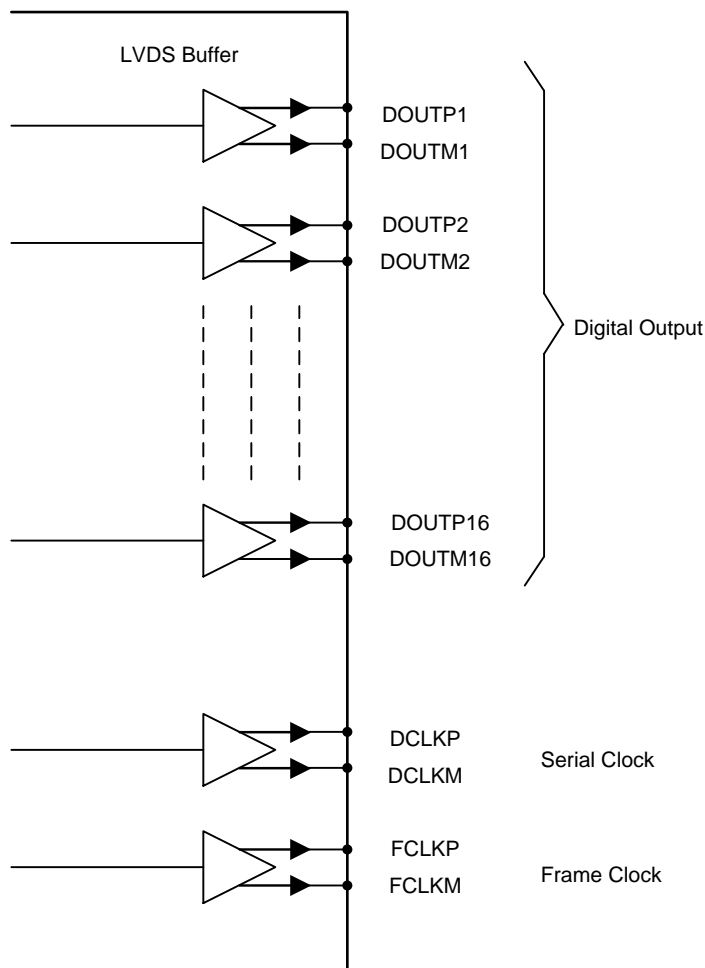 LVDS Buffer
DOUTP1
DOUTM1
DOUTP2
DOUTM2
Digital Output
DOUTP16
DOUTM16
DCLKP
Serial Clock
DCLKM
FCLKP
Frame Clock
FCLKM